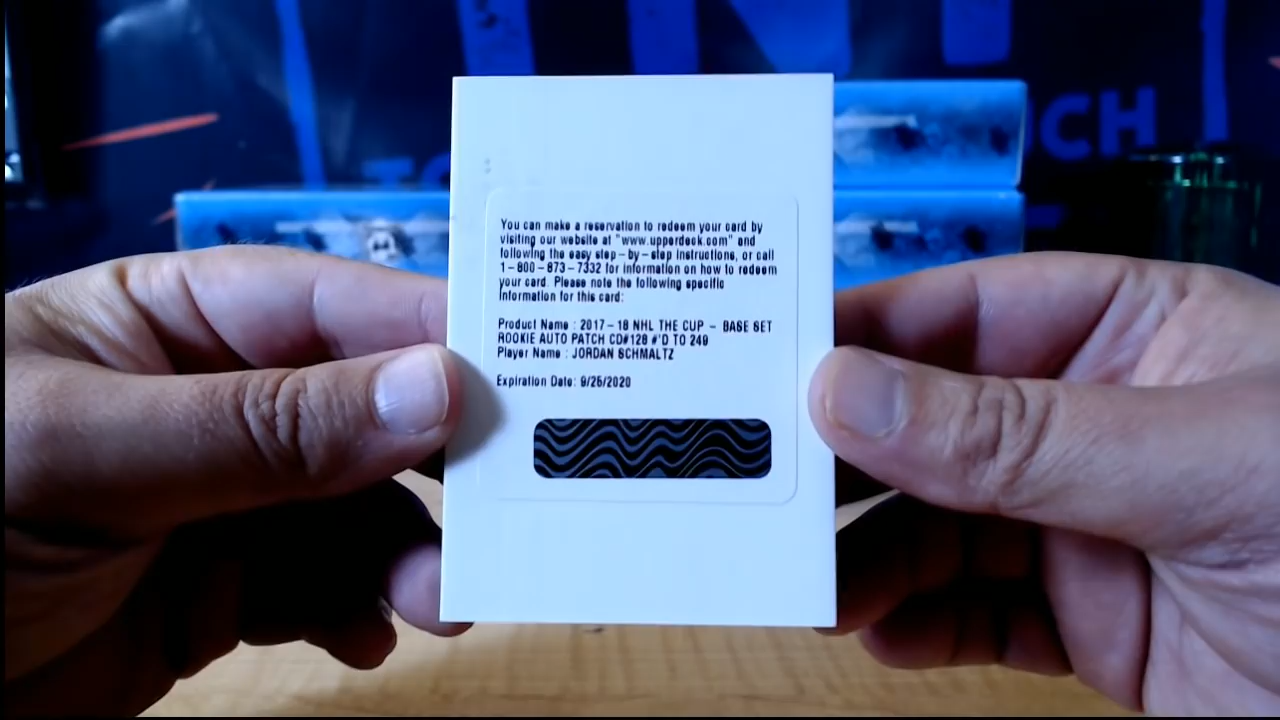 You can make a reservation to redeem your card by
visiting our website at "www.upperdeck.com" and
following the easy step-by-step instructions, or call
1-800-873-7332 for information on how to redeem
your card. Please note the following specific
information for this card:
Product Name : 2017-18 NHL THE CUP - BASE SET
ROOKIE AUTO PATCH CD#128 #'D TO 249
Player Name : JORDAN SCHMALTZ
Expiration Date: 9/25/2020